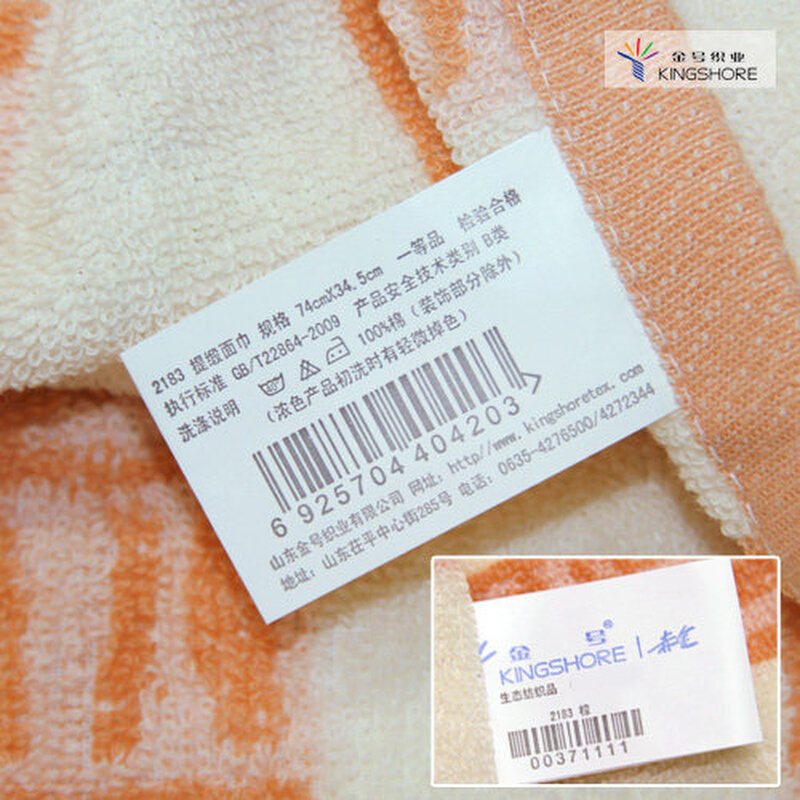 金号织业
KINGSHORE
2183 提缎面巾 规格 74cmX34.5cm 一等品 检验合格
执行标准 GB/T22864-2009 产品安全技术类别 B类
洗涤说明 40 100%棉(装饰部分除外)
(浓色产品初洗时有轻微掉色)
6 925704 404203 >
山东金号织业有限公司 网址: http//www.kingshoretex.com
地址: 山东茌平中心街285号 电话: 0635-4276500/4272344
金号®
KINGSHORE
生态纺织品
2183 棕
00371111